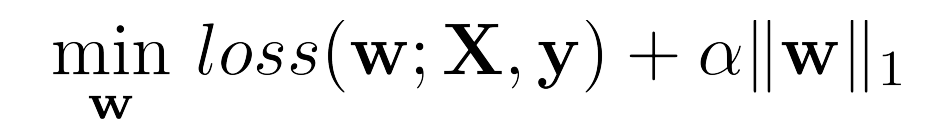 min loss(w; X, y) + α‖w‖₁
w